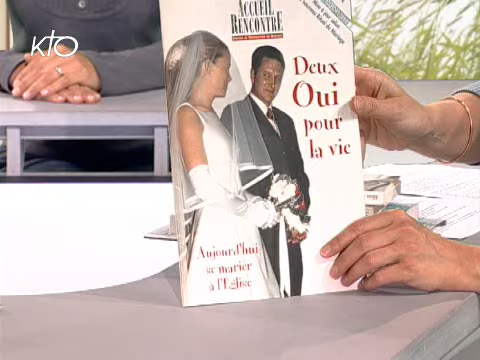 KTO
ACCUEIL
RENCONTRE
Deux
Oui
pour
la vie
Aujourd'hui
se marier
à l'Église